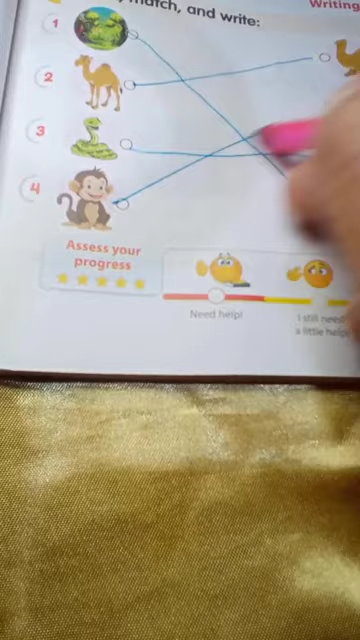 Writing
match, and write:
1
2
3
4
Assess your
progress
Need help!
I still need
a little help!